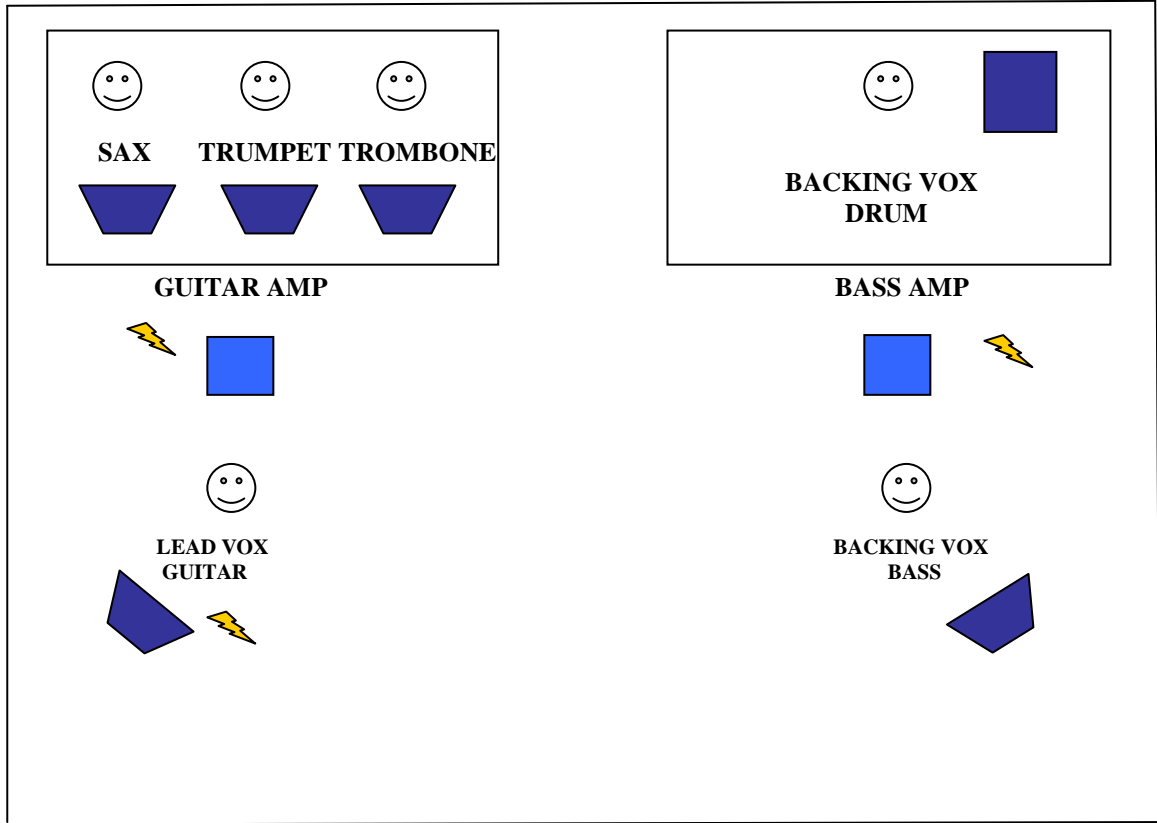 SAX TRUMPET TROMBONE
BACKING VOX
DRUM
GUITAR AMP
BASS AMP
LEAD VOX
GUITAR
BACKING VOX
BASS